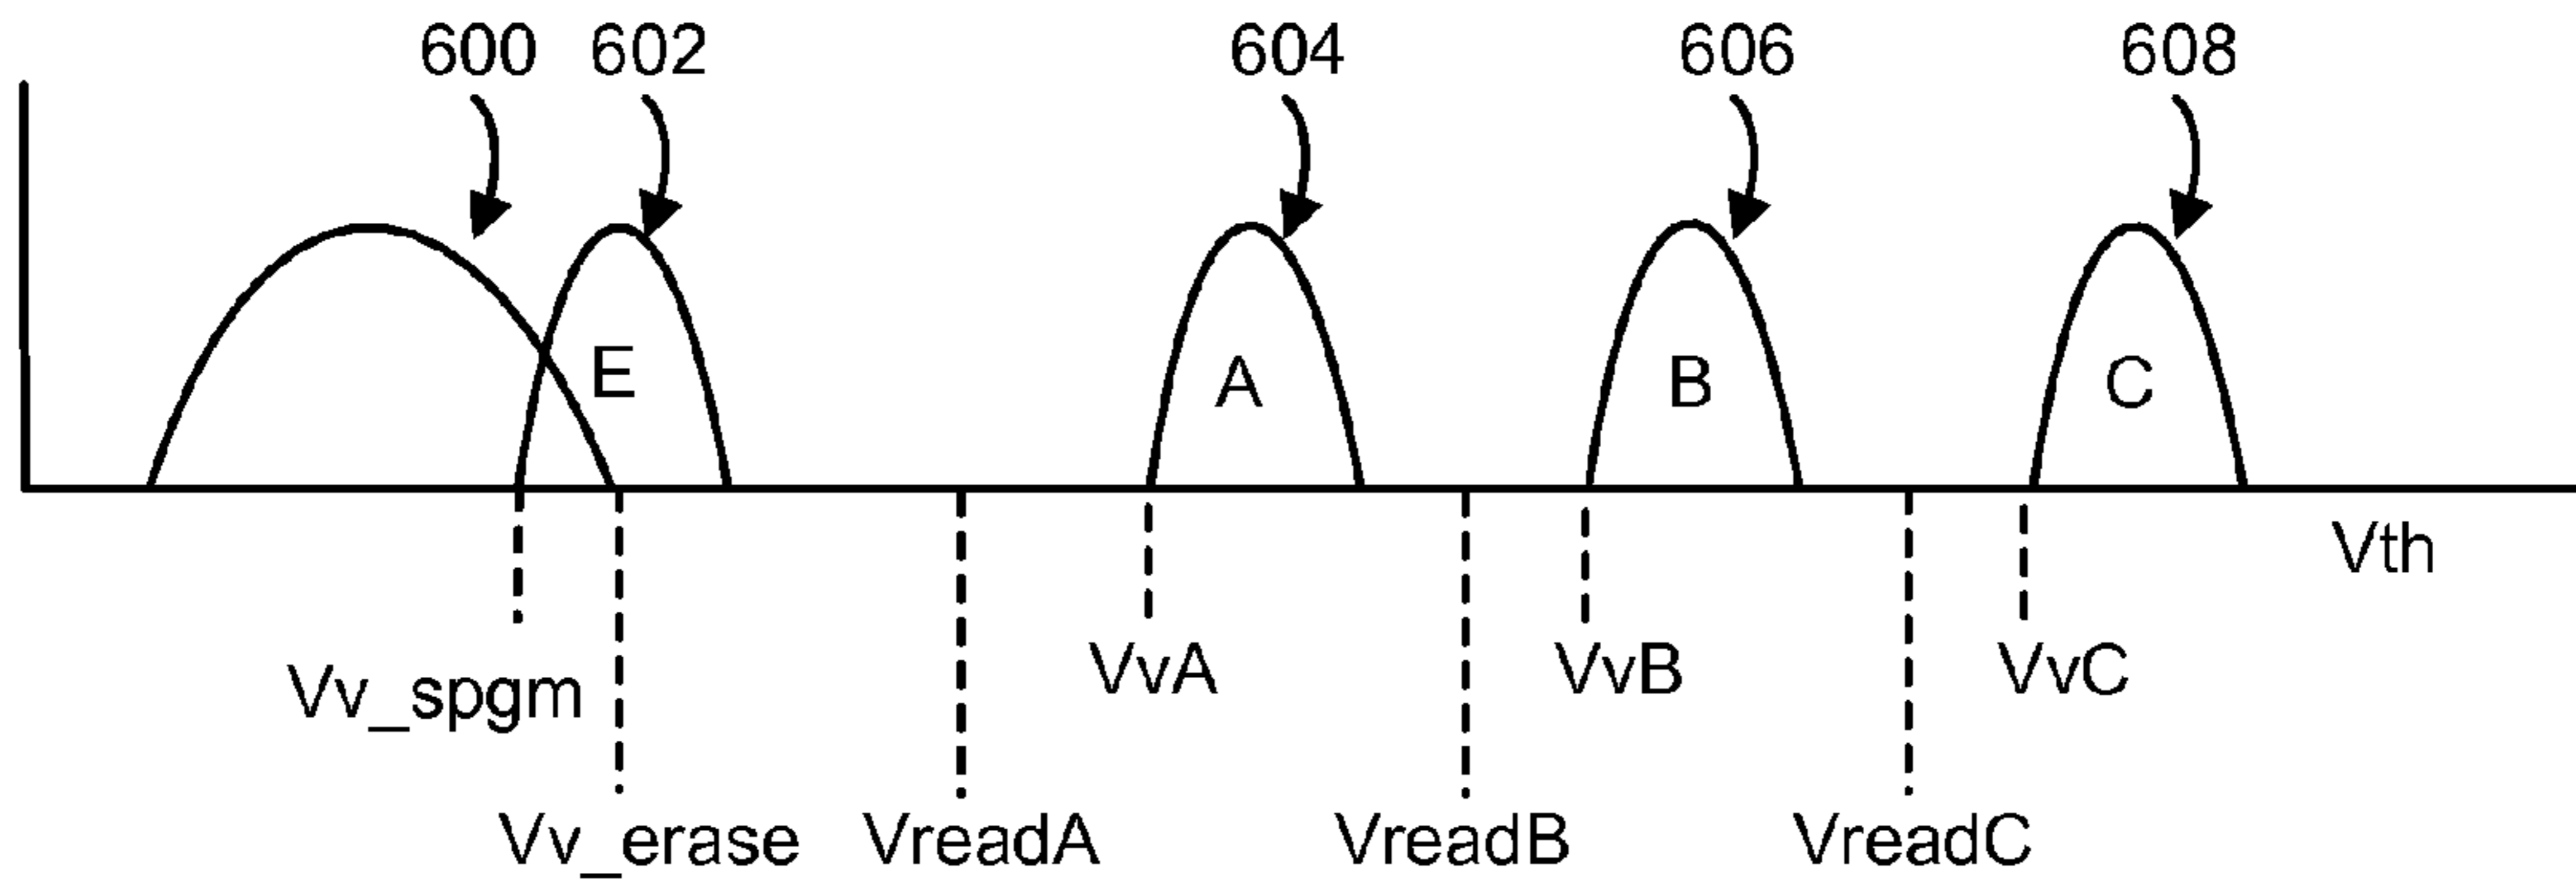 600 602 604 606 608
E A B C
Vth
Vv_spgm VvA VvB VvC
Vv_erase VreadA VreadB VreadC